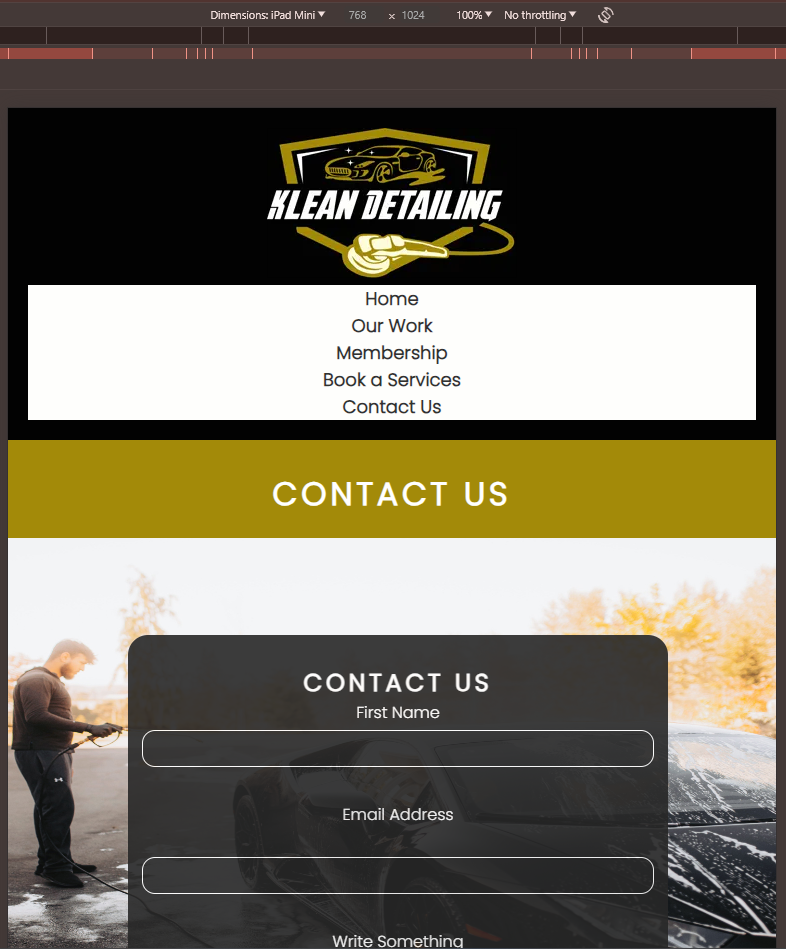 Dimensions: iPad Mini ▼ 768 × 1024 100% ▼ No throttling ▼
KLEAN DETAILING
Home
Our Work
Membership
Book a Services
Contact Us
CONTACT US
CONTACT US
First Name
Email Address
Write Something